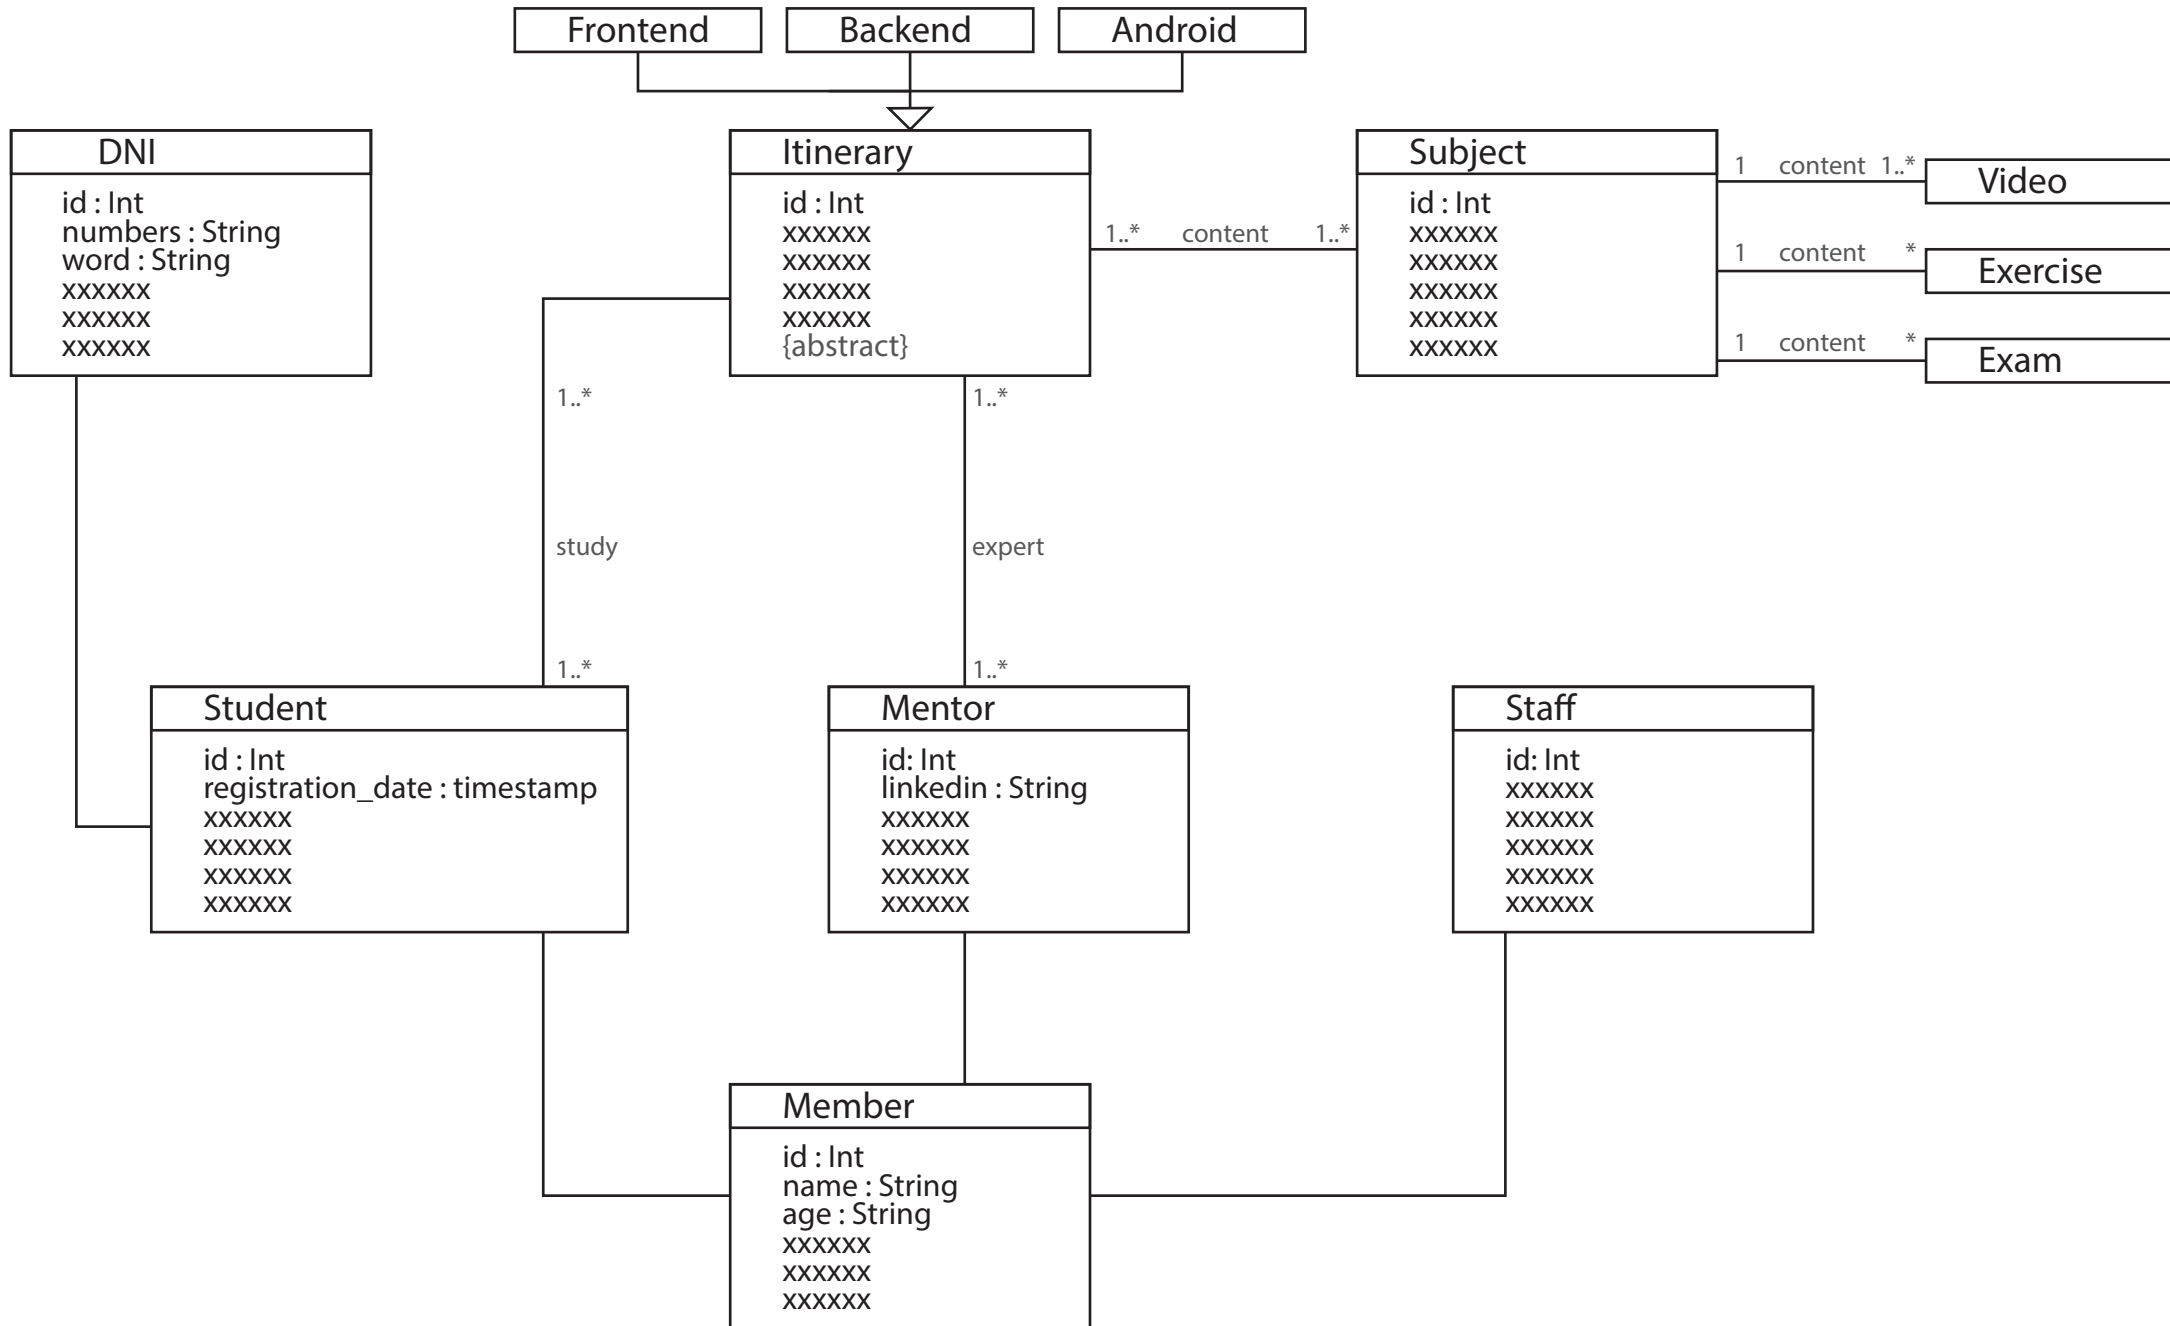 Frontend
Backend
Android
DNI
id : Int
numbers : String
word : String
xxxxxx
xxxxxx
xxxxxx
Itinerary
id : Int
xxxxxx
xxxxxx
xxxxxx
xxxxxx
{abstract}
1..* content 1..*
Subject
id : Int
xxxxxx
xxxxxx
xxxxxx
xxxxxx
xxxxxx
1 content 1..*
Video
1 content *
Exercise
1 content *
Exam
1..*
study
1..*
1..*
expert
1..*
Student
id : Int
registration_date : timestamp
xxxxxx
xxxxxx
xxxxxx
xxxxxx
Mentor
id: Int
linkedin : String
xxxxxx
xxxxxx
xxxxxx
xxxxxx
Staff
id: Int
xxxxxx
xxxxxx
xxxxxx
xxxxxx
xxxxxx
Member
id : Int
name : String
age : String
xxxxxx
xxxxxx
xxxxxx